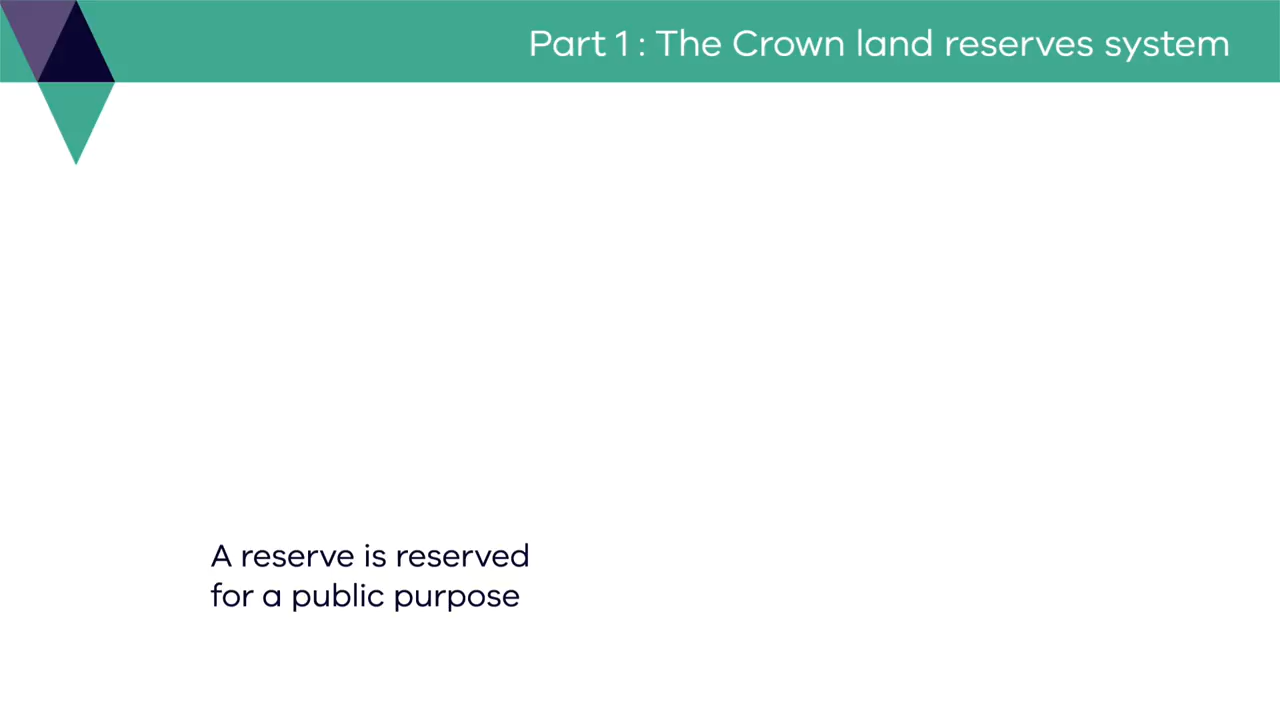 Part 1 : The Crown land reserves system
A reserve is reserved
for a public purpose